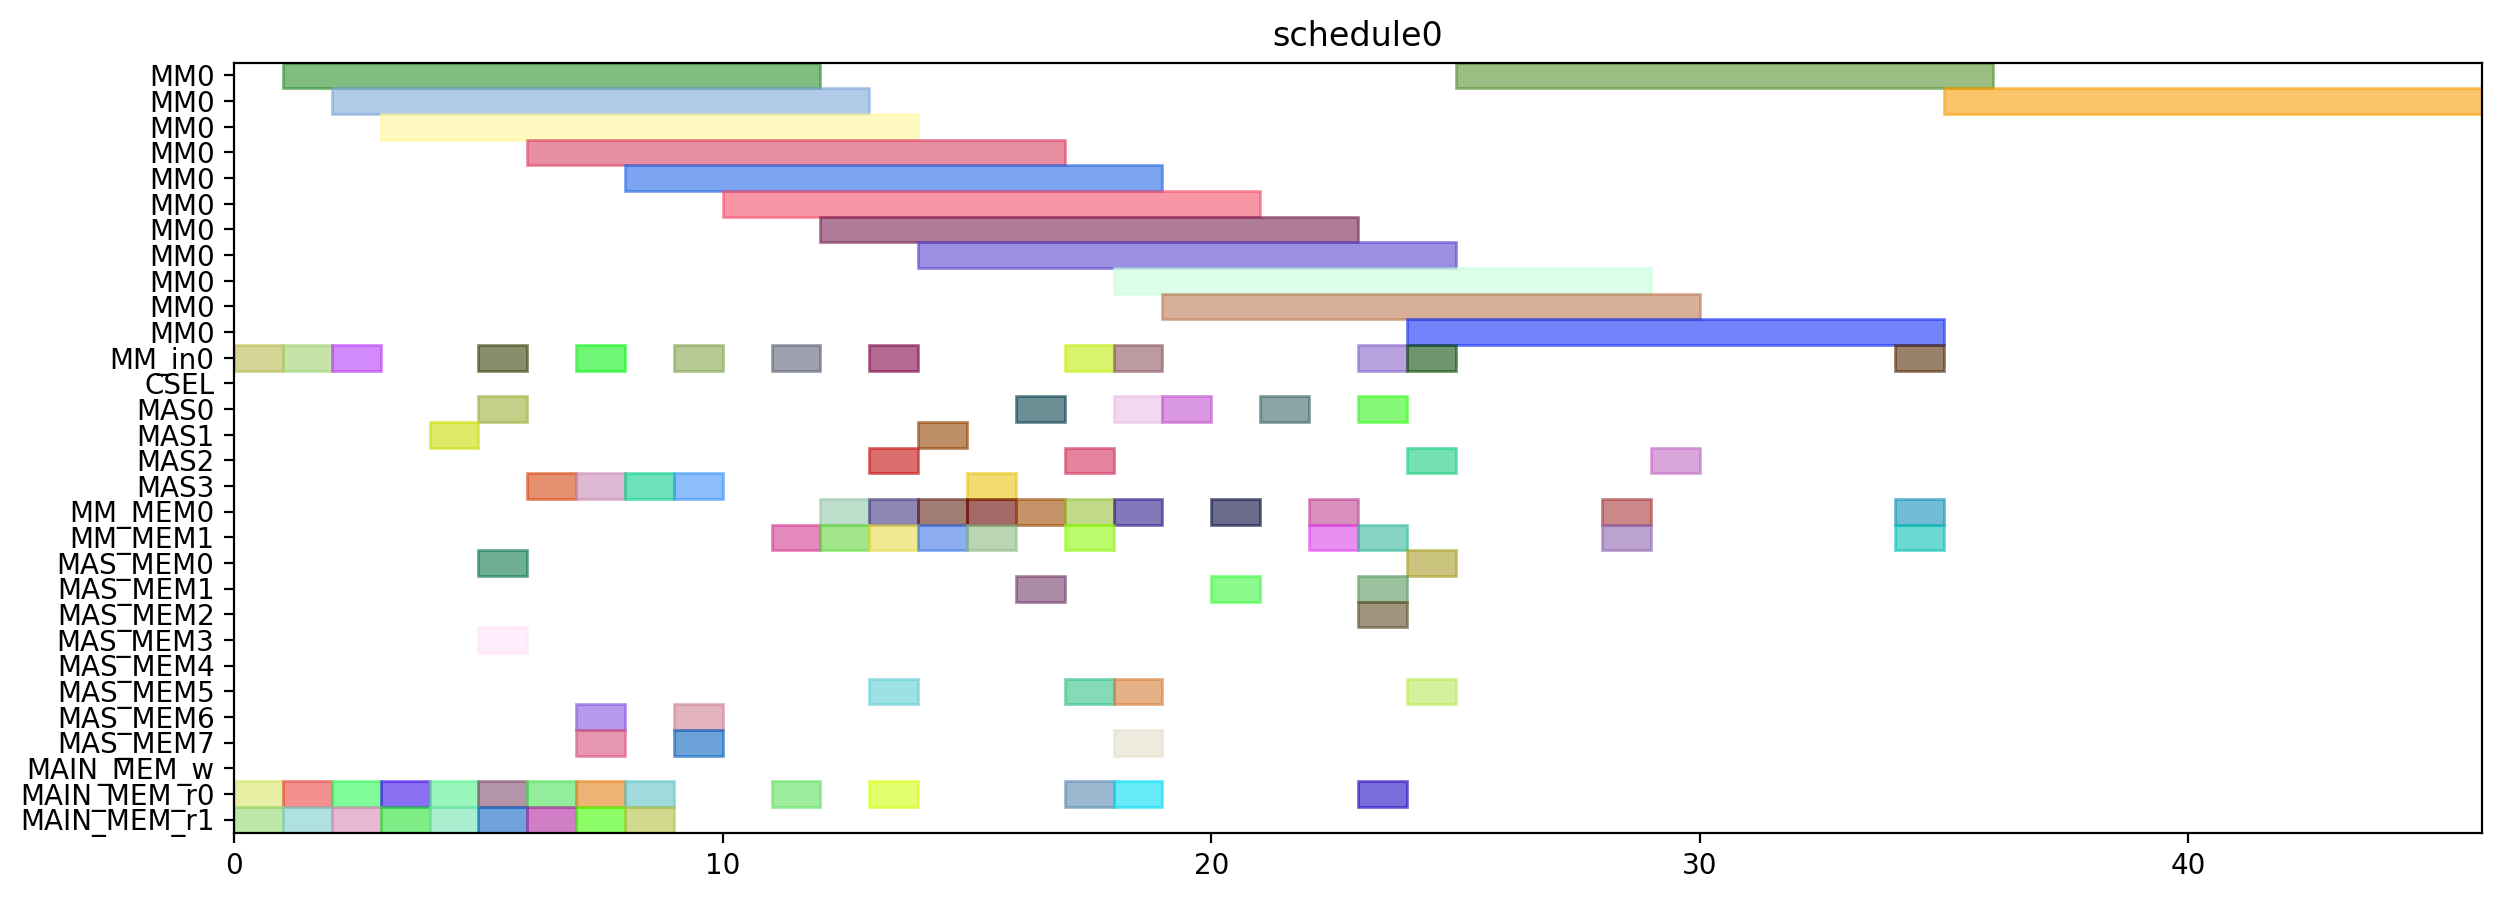 schedule0
MM0
MM0
MM0
MM0
MM0
MM0
MM0
MM0
MM0
MM0
MM0
MM_in0
CSEL
MAS0
MAS1
MAS2
MAS3
MM_MEM0
MM_MEM1
MAS_MEM0
MAS_MEM1
MAS_MEM2
MAS_MEM3
MAS_MEM4
MAS_MEM5
MAS_MEM6
MAS_MEM7
MAIN_MEM_w
MAIN_MEM_r0
MAIN_MEM_r1
0 10 20 30 40